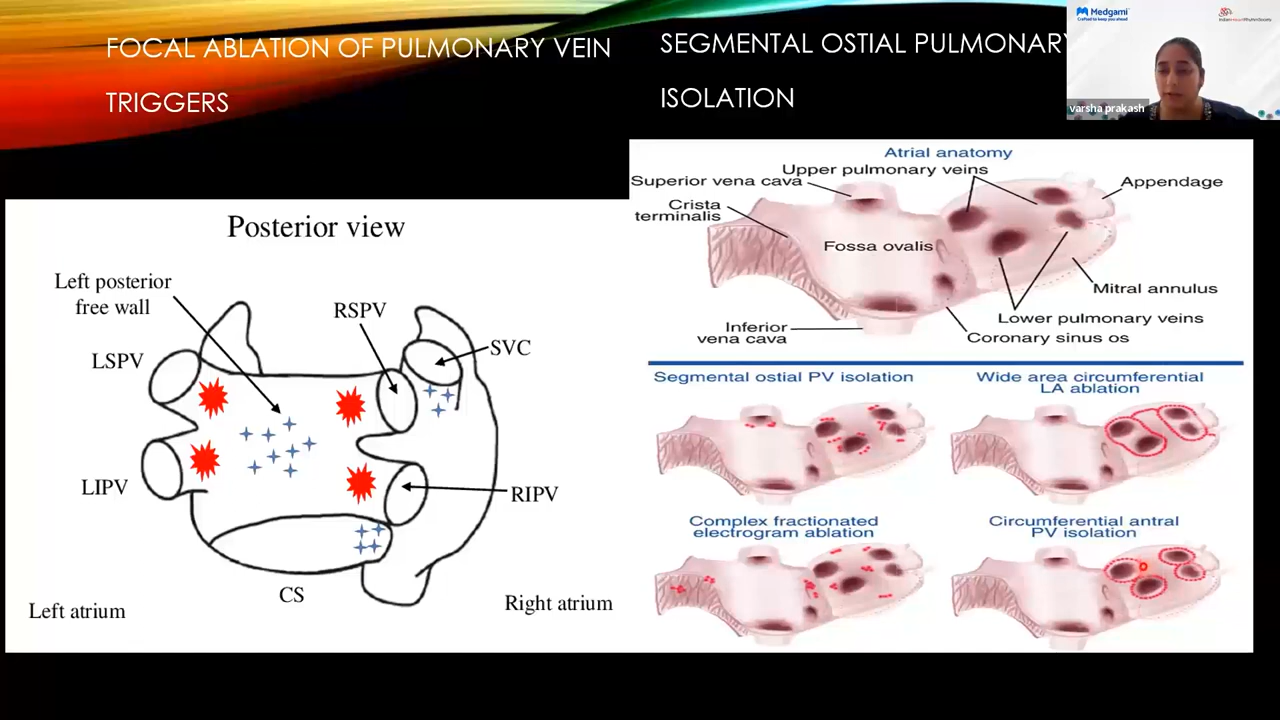 FOCAL ABLATION OF PULMONARY VEIN
TRIGGERS
SEGMENTAL OSTIAL PULMONARY
ISOLATION
Medgami
Crafted to keep you ahead
varsha prakash
Posterior view
Left posterior
free wall
RSPV
SVC
LSPV
LIPV
RIPV
CS
Left atrium
Right atrium
Atrial anatomy
Upper pulmonary veins
Superior vena cava
Appendage
Crista
terminalis
Fossa ovalis
Mitral annulus
Lower pulmonary veins
Inferior
vena cava
Coronary sinus os
Segmental ostial PV isolation
Wide area circumferential
LA ablation
Complex fractionated
electrogram ablation
Circumferential antral
PV isolation